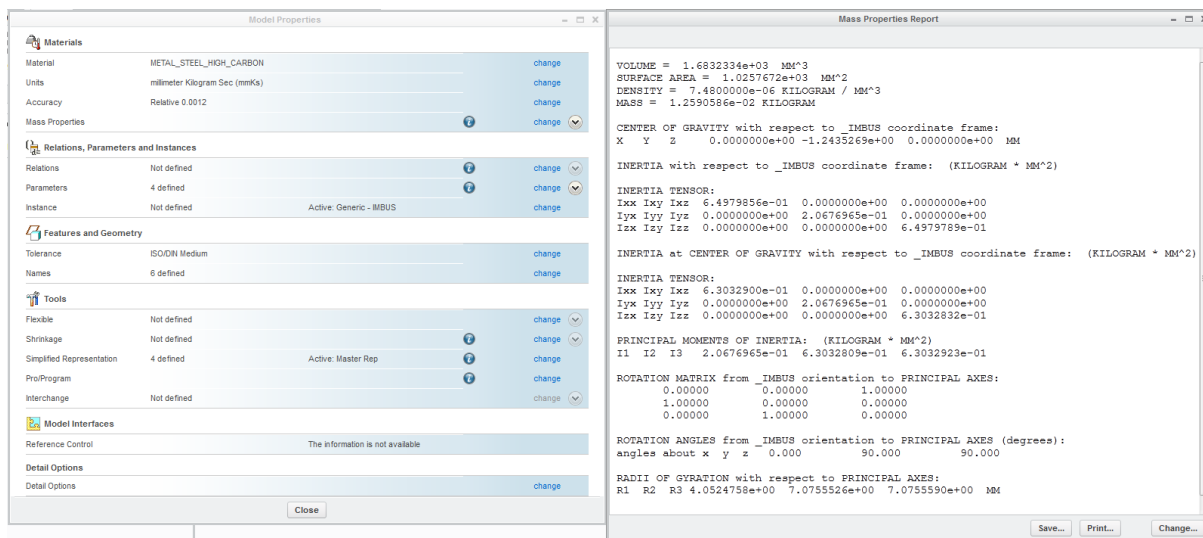 Model Properties
Materials
Material METAL_STEEL_HIGH_CARBON change
Units millimeter Kilogram Sec (mmKs) change
Accuracy Relative 0.0012 change
Mass Properties change
Relations, Parameters and Instances
Relations Not defined change
Parameters 4 defined change
Instance Not defined Active: Generic - IMBUS change
Features and Geometry
Tolerance ISO/DIN Medium change
Names 6 defined change
Tools
Flexible Not defined change
Shrinkage Not defined change
Simplified Representation 4 defined Active: Master Rep change
Pro/Program change
Interchange Not defined change
Model Interfaces
Reference Control The information is not available
Detail Options
Detail Options change
Close
Mass Properties Report
VOLUME = 1.6832334e+03 MM^3
SURFACE AREA = 1.0257672e+03 MM^2
DENSITY = 7.4800000e-06 KILOGRAM / MM^3
MASS = 1.2590586e-02 KILOGRAM
CENTER OF GRAVITY with respect to _IMBUS coordinate frame:
X Y Z 0.0000000e+00 -1.2435269e+00 0.0000000e+00 MM
INERTIA with respect to _IMBUS coordinate frame: (KILOGRAM * MM^2)
INERTIA TENSOR:
Ixx Ixy Ixz 6.4979856e-01 0.0000000e+00 0.0000000e+00
Iyx Iyy Iyz 0.0000000e+00 2.0676965e-01 0.0000000e+00
Izx Izy Izz 0.0000000e+00 0.0000000e+00 6.4979789e-01
INERTIA at CENTER OF GRAVITY with respect to _IMBUS coordinate frame: (KILOGRAM * MM^2)
INERTIA TENSOR:
Ixx Ixy Ixz 6.3032900e-01 0.0000000e+00 0.0000000e+00
Iyx Iyy Iyz 0.0000000e+00 2.0676965e-01 0.0000000e+00
Izx Izy Izz 0.0000000e+00 0.0000000e+00 6.3032832e-01
PRINCIPAL MOMENTS OF INERTIA: (KILOGRAM * MM^2)
I1 I2 I3 2.0676965e-01 6.3032809e-01 6.3032923e-01
ROTATION MATRIX from _IMBUS orientation to PRINCIPAL AXES:
0.00000 0.00000 1.00000
1.00000 0.00000 0.00000
0.00000 1.00000 0.00000
ROTATION ANGLES from _IMBUS orientation to PRINCIPAL AXES (degrees):
angles about x y z 0.000 90.000 90.000
RADII OF GYRATION with respect to PRINCIPAL AXES:
R1 R2 R3 4.0524758e+00 7.0755526e+00 7.0755590e+00 MM
Save... Print... Change...